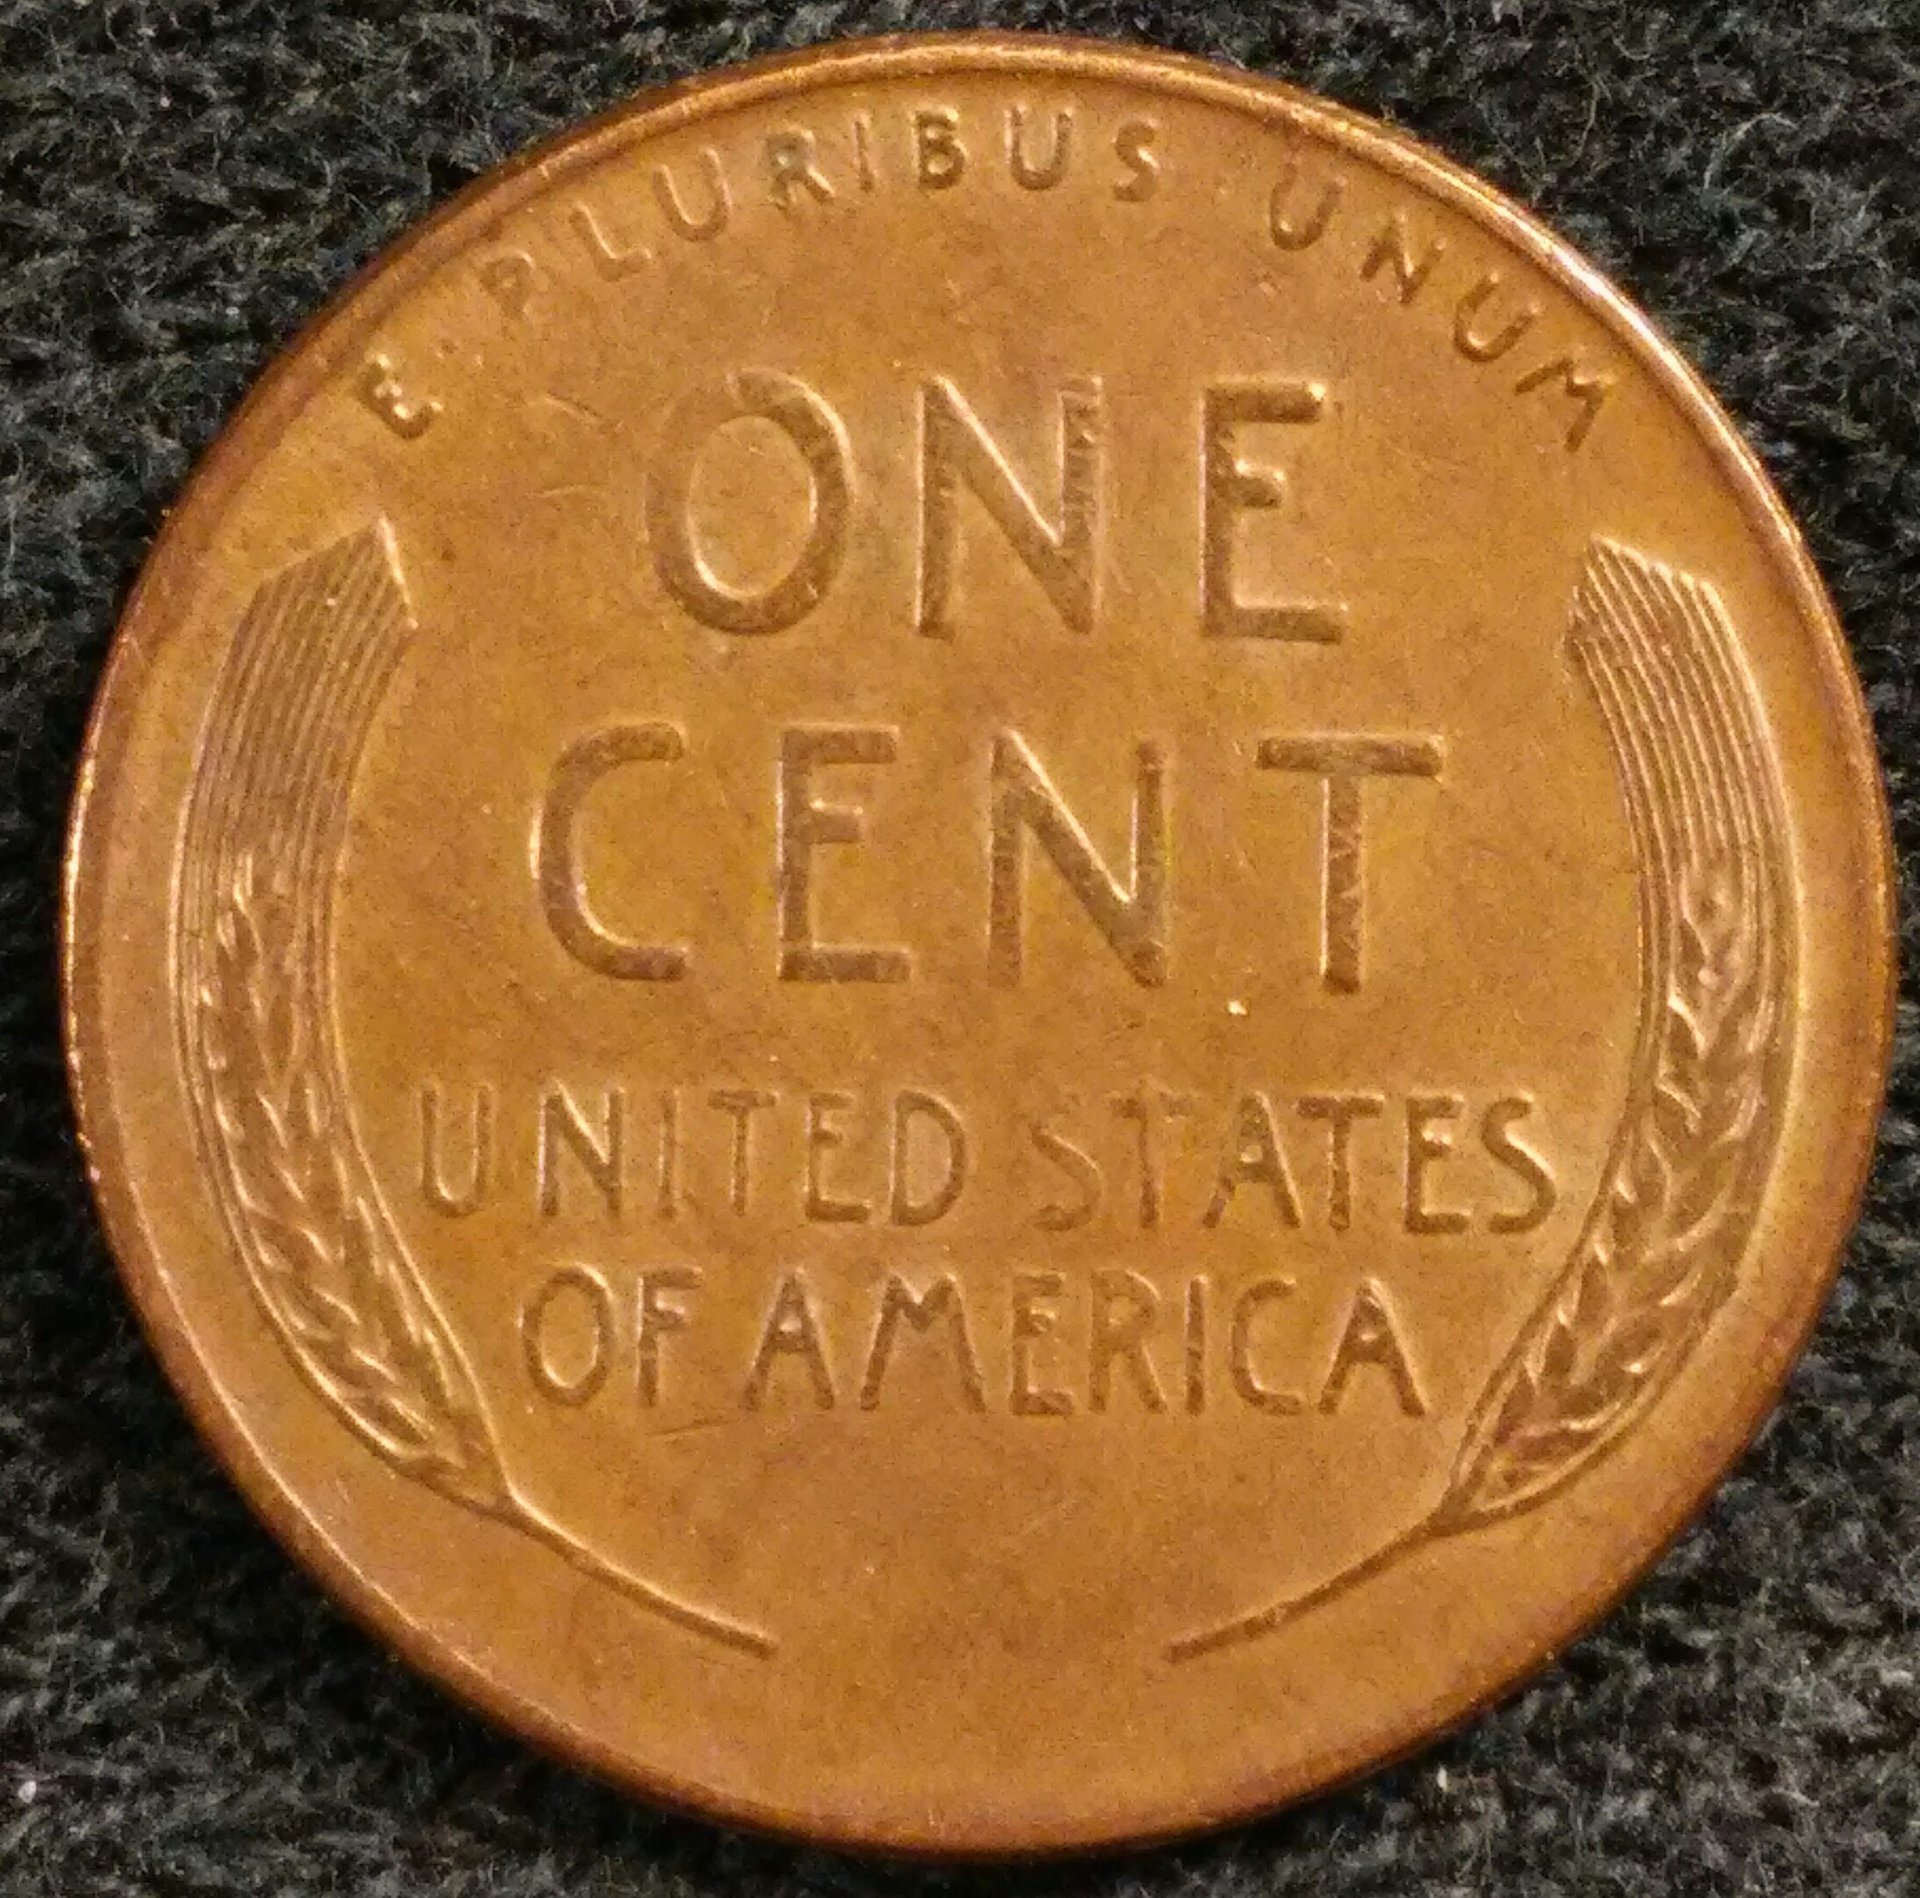 E · PLURIBUS · UNUM
ONE
CENT
UNITED STATES
OF AMERICA